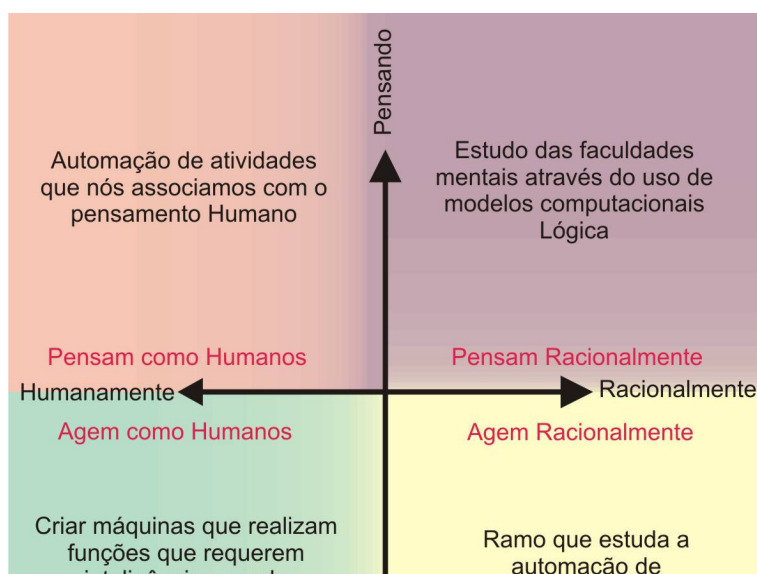 Pensando
Automação de atividades
que nós associamos com o
pensamento Humano
Estudo das faculdades
mentais através do uso de
modelos computacionais
Lógica
Pensam como Humanos
Pensam Racionalmente
Humanamente
Racionalmente
Agem como Humanos
Agem Racionalmente
Criar máquinas que realizam
funções que requerem
Ramo que estuda a
automação de